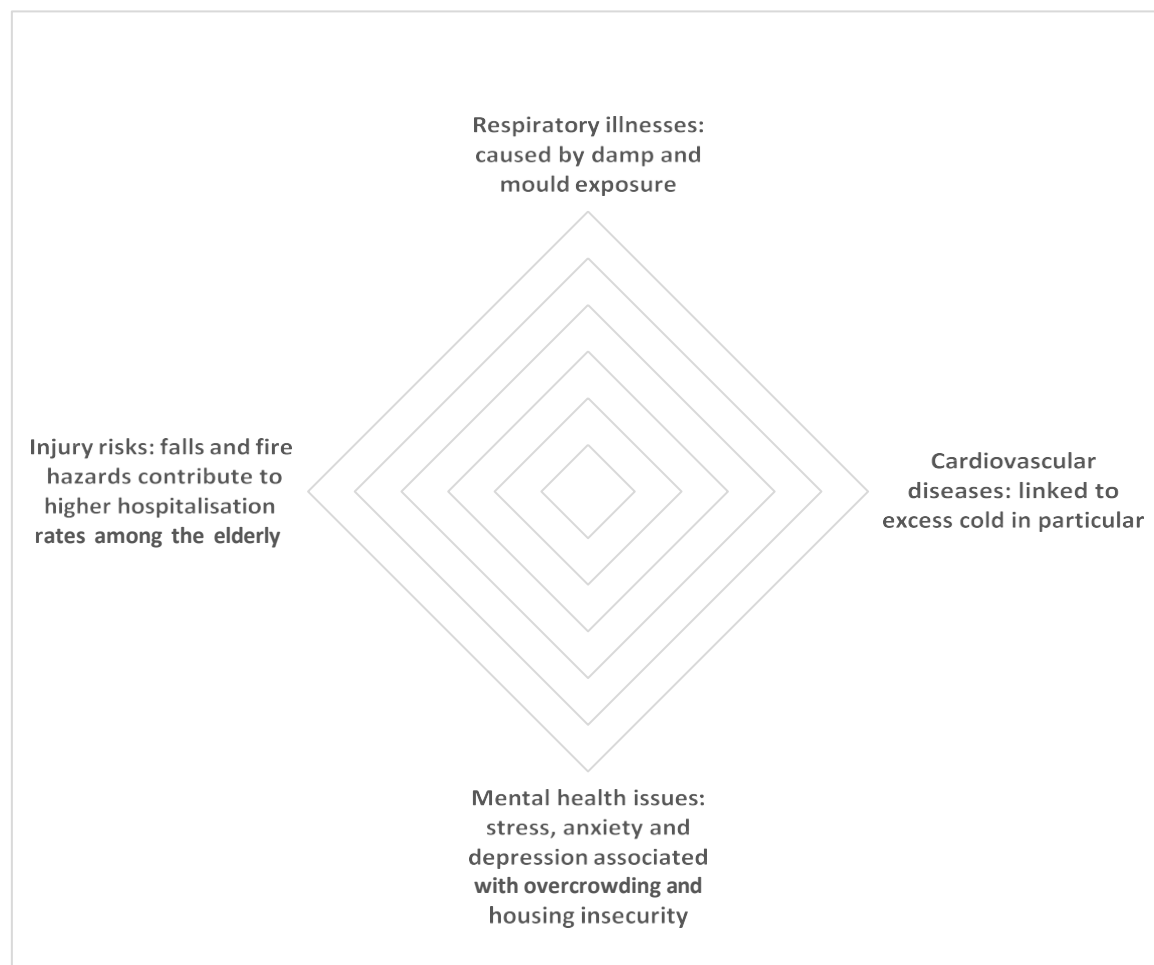 Respiratory illnesses:
caused by damp and
mould exposure
Injury risks: falls and fire
hazards contribute to
higher hospitalisation
rates among the elderly
Cardiovascular
diseases: linked to
excess cold in particular
Mental health issues:
stress, anxiety and
depression associated
with overcrowding and
housing insecurity